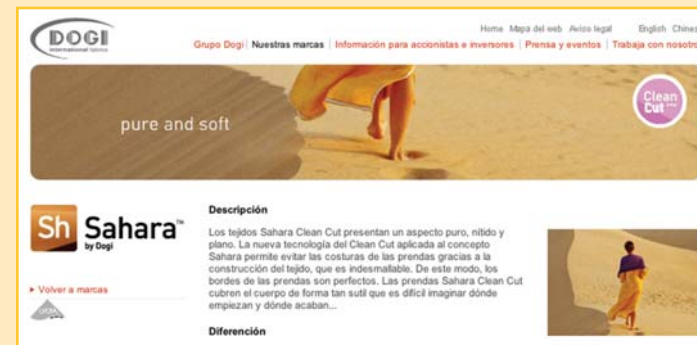 DOGI
international fabrics
Home Mapa del web Aviso legal English
Grupo Dogi | Nuestras marcas | Información para accionistas e inversores | Prensa y eventos | Trabaja con
pure and soft
Clean
Cut
Sh Sahara™
by Dogi
Volver a marcas
LYCRA
Descripción
Los tejidos Sahara Clean Cut presentan un aspecto puro, nítido y
plano. La nueva tecnología del Clean Cut aplicada al concepto
Sahara permite evitar las costuras de las prendas gracias a la
construcción del tejido, que es indesmallable. De este modo, los
bordes de las prendas son perfectos. Las prendas Sahara Clean Cut
cubren el cuerpo de forma tan sutil que es difícil imaginar dónde
empiezan y dónde acaban...
Diferención